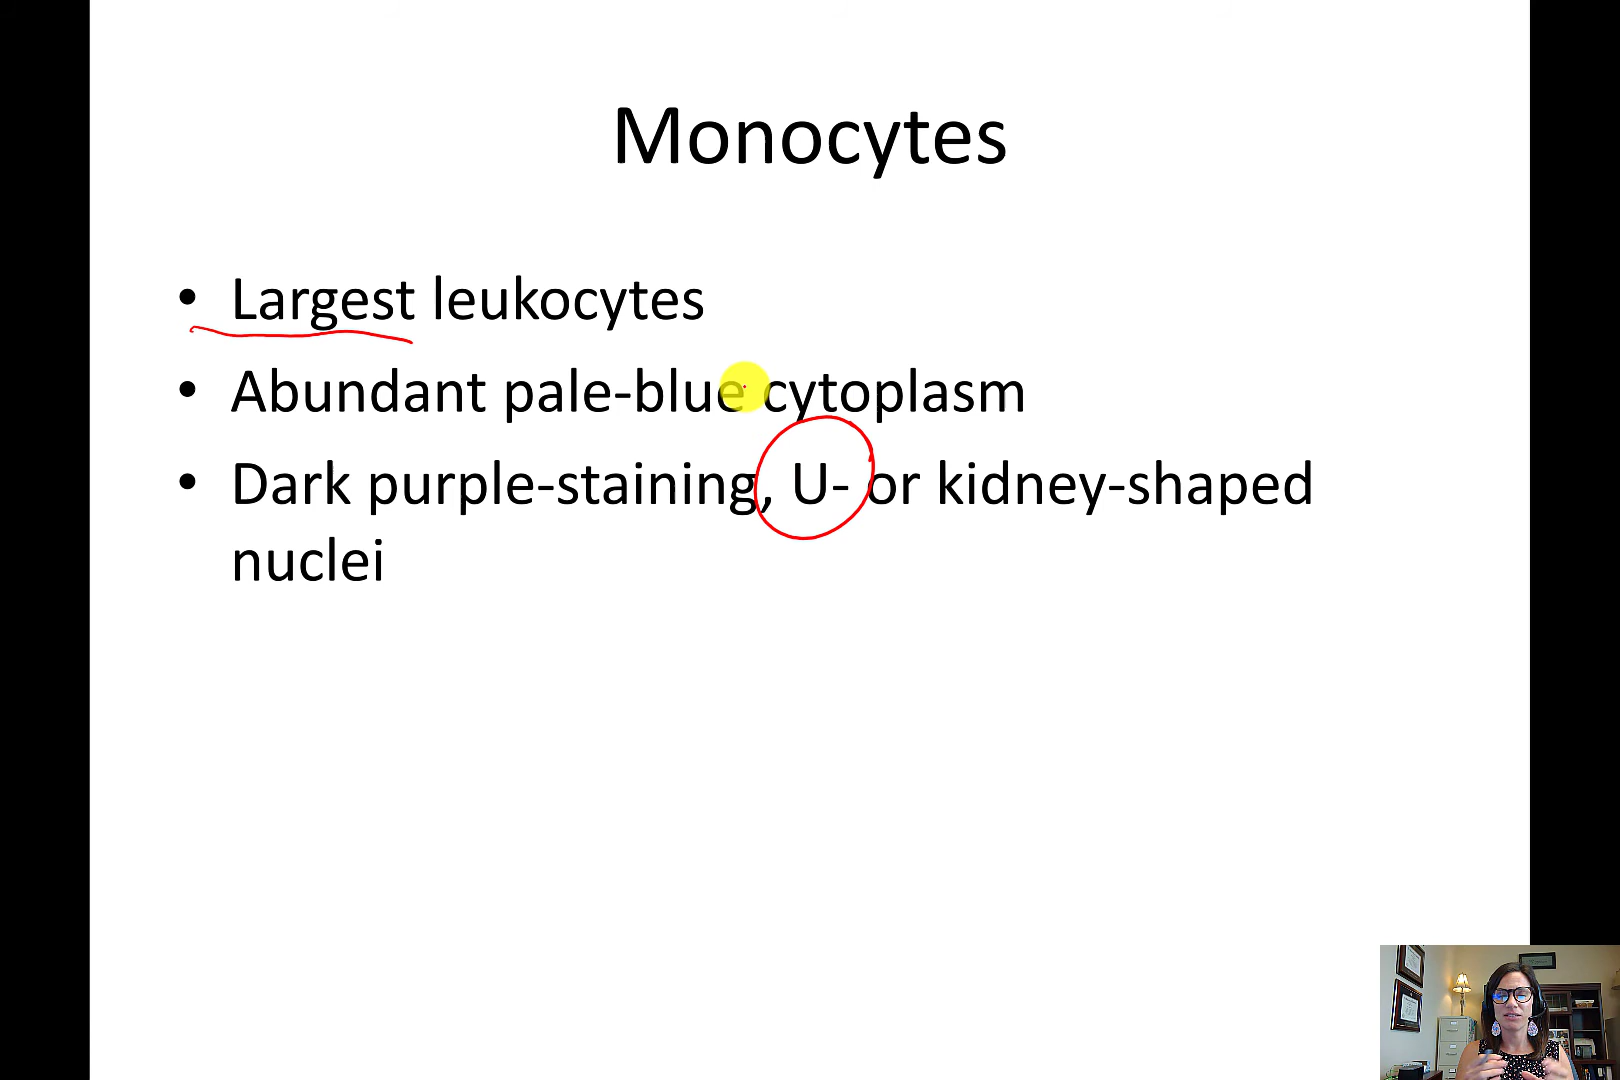 Monocytes
• Largest leukocytes
• Abundant pale-blue cytoplasm
• Dark purple-staining, U- or kidney-shaped
nuclei